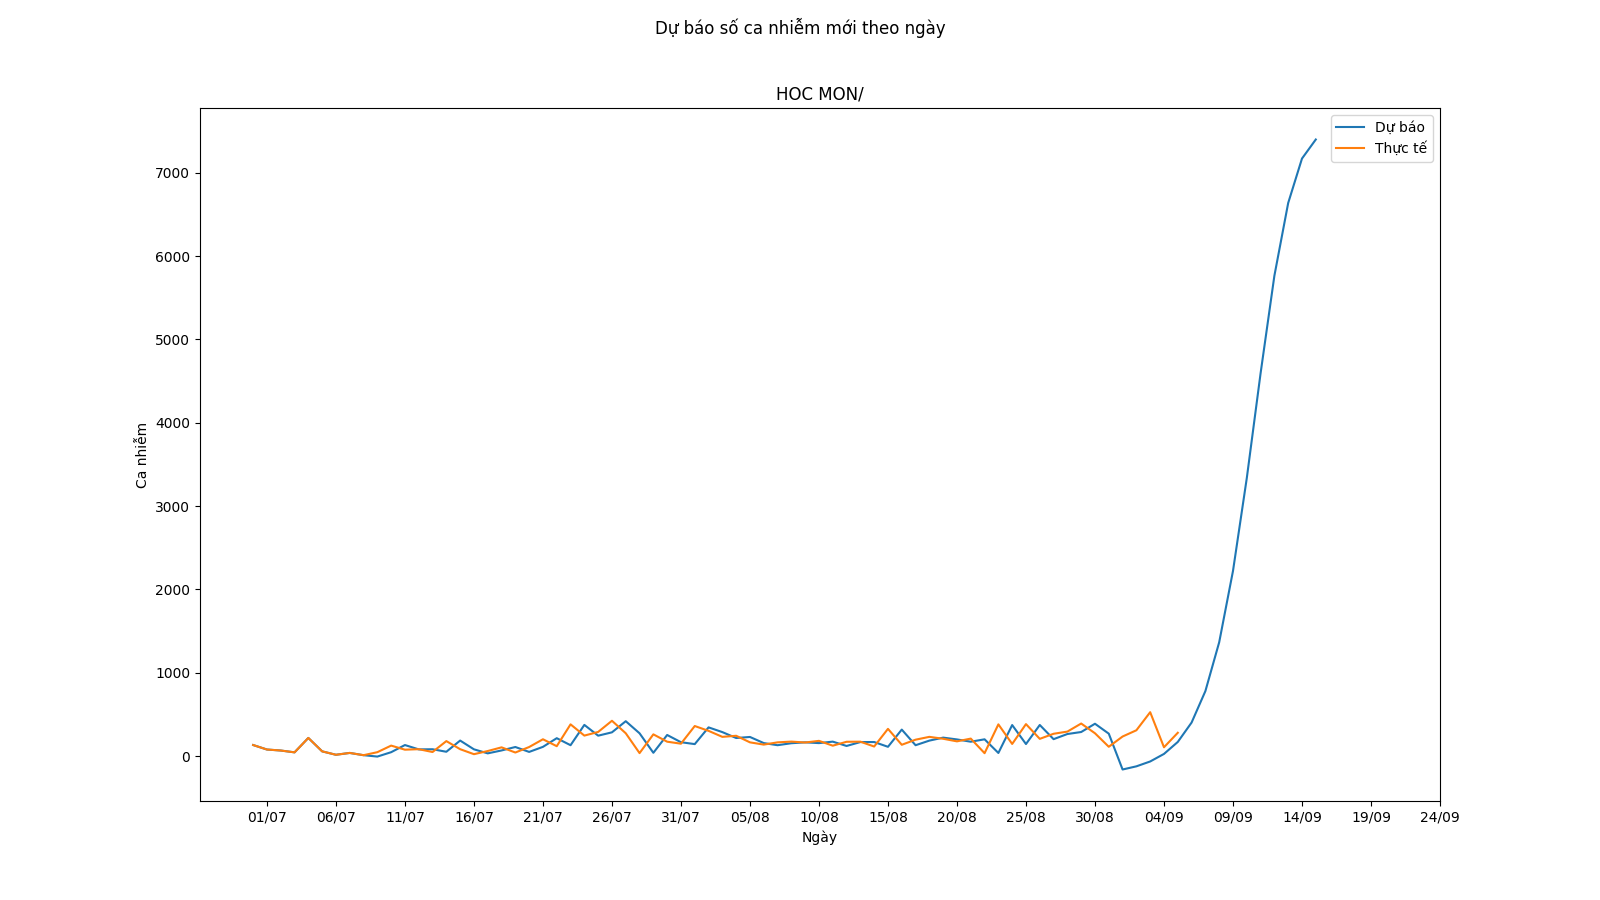 Dự báo số ca nhiễm mới theo ngày
HOC MON/
Dự báo
Thực tế
7000
6000
5000
4000
3000
2000
1000
0
Ca nhiễm
01/07 06/07 11/07 16/07 21/07 26/07 31/07 05/08 10/08 15/08 20/08 25/08 30/08 04/09 09/09 14/09 19/09 24/09
Ngày